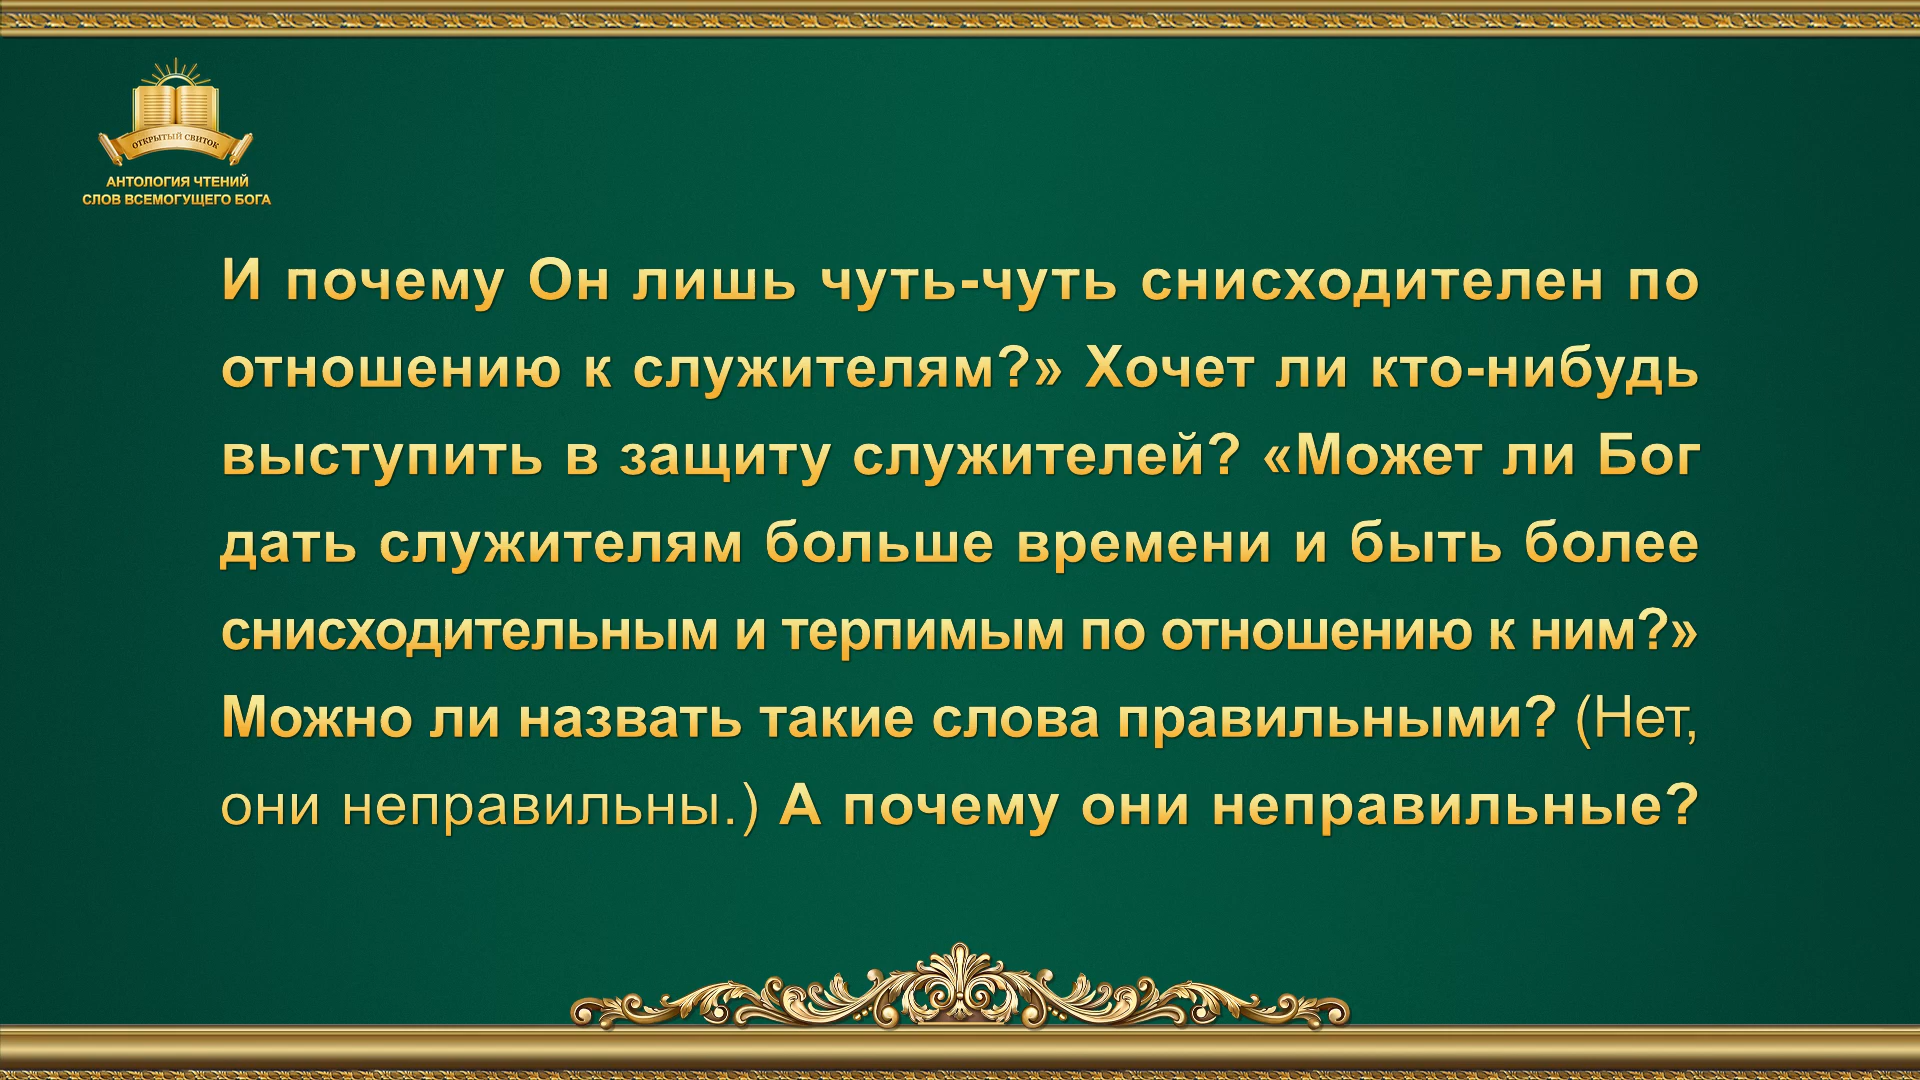 ОТКРЫТЫЙ СВИТОК
АНТОЛОГИЯ ЧТЕНИЙ
СЛОВ ВСЕМОГУЩЕГО БОГА
И почему Он лишь чуть-чуть снисходителен по
отношению к служителям?» Хочет ли кто-нибудь
выступить в защиту служителей? «Может ли Бог
дать служителям больше времени и быть более
снисходительным и терпимым по отношению к ним?»
Можно ли назвать такие слова правильными? (Нет,
они неправильны.) А почему они неправильные?